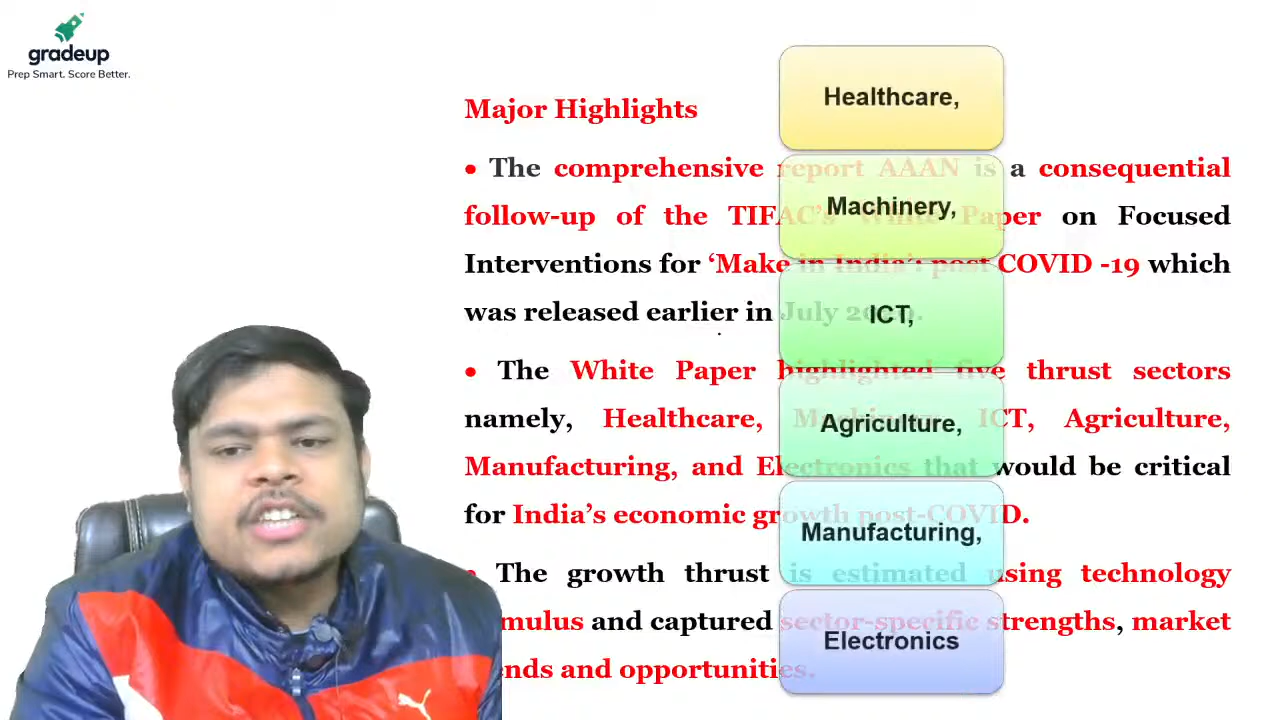 gradeup
Prep Smart. Score Better.
Major Highlights
• The comprehensive report AAAN is a consequential
follow-up of the TIFAC's White Paper on Focused
Interventions for 'Make in India': post COVID -19 which
was released earlier in July
• The White Paper highlighted five thrust sectors
namely, Healthcare, Machinery, ICT, Agriculture,
Manufacturing, and Electronics that would be critical
for India's economic growth post-COVID.
• The growth thrust is estimated using technology
mulus and captured sector-specific strengths, market
nds and opportunities.
Healthcare,
Machinery,
ICT,
Agriculture,
Manufacturing,
Electronics